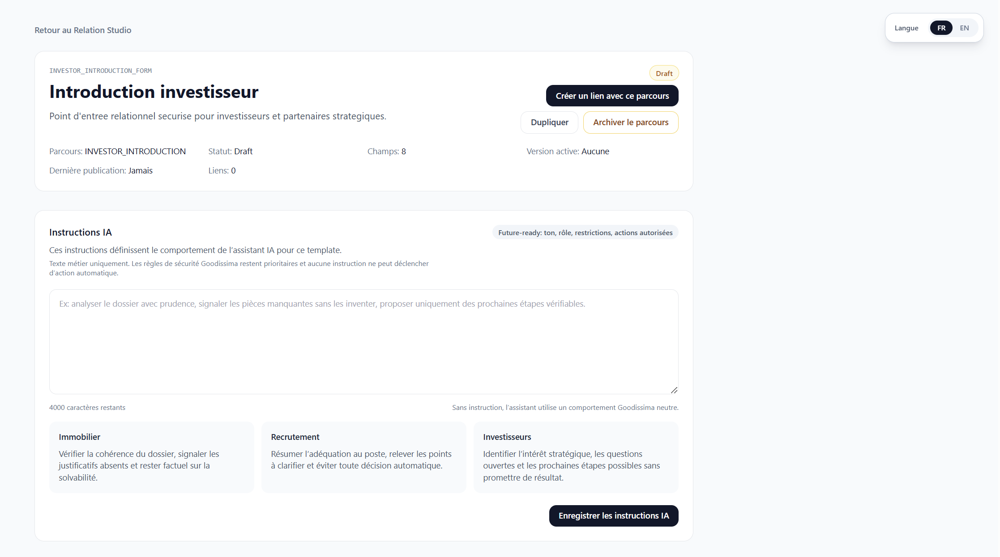 Retour au Relation Studio
Langue FR EN
INVESTOR_INTRODUCTION_FORM
Draft
Introduction investisseur
Créer un lien avec ce parcours
Point d'entree relationnel securise pour investisseurs et partenaires strategiques.
Dupliquer
Archiver le parcours
Parcours: INVESTOR_INTRODUCTION
Statut: Draft
Champs: 8
Version active: Aucune
Dernière publication: Jamais
Liens: 0
Instructions IA
Future-ready: ton, rôle, restrictions, actions autorisées
Ces instructions définissent le comportement de l’assistant IA pour ce template.
Texte métier uniquement. Les règles de sécurité Goodissima restent prioritaires et aucune instruction ne peut déclencher
d’action automatique.
Ex: analyser le dossier avec prudence, signaler les pièces manquantes sans les inventer, proposer uniquement des prochaines étapes vérifiables.
4000 caractères restants
Sans instruction, l’assistant utilise un comportement Goodissima neutre.
Immobilier
Vérifier la cohérence du dossier, signaler les
justificatifs absents et rester factuel sur la
solvabilité.
Recrutement
Résumer l’adéquation au poste, relever les points
à clarifier et éviter toute décision automatique.
Investisseurs
Identifier l’intérêt stratégique, les questions
ouvertes et les prochaines étapes possibles sans
promettre de résultat.
Enregistrer les instructions IA